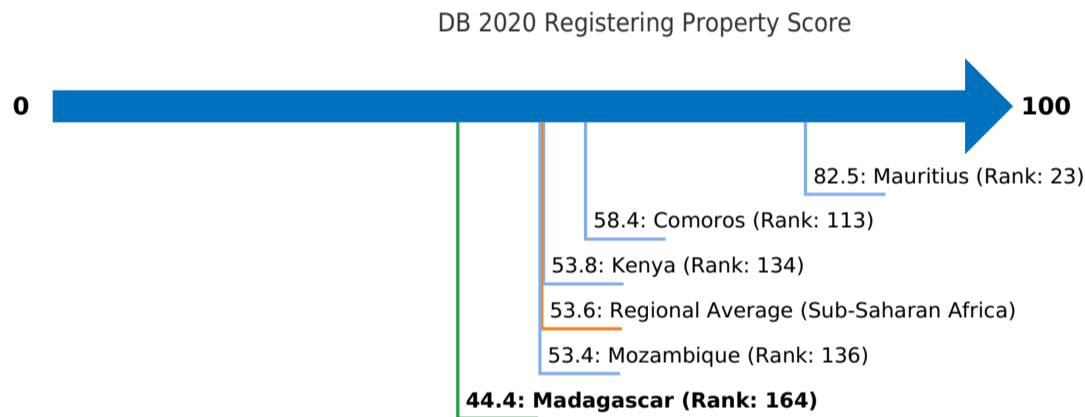 DB 2020 Registering Property Score
0
100
82.5: Mauritius (Rank: 23)
58.4: Comoros (Rank: 113)
53.8: Kenya (Rank: 134)
53.6: Regional Average (Sub-Saharan Africa)
53.4: Mozambique (Rank: 136)
44.4: Madagascar (Rank: 164)